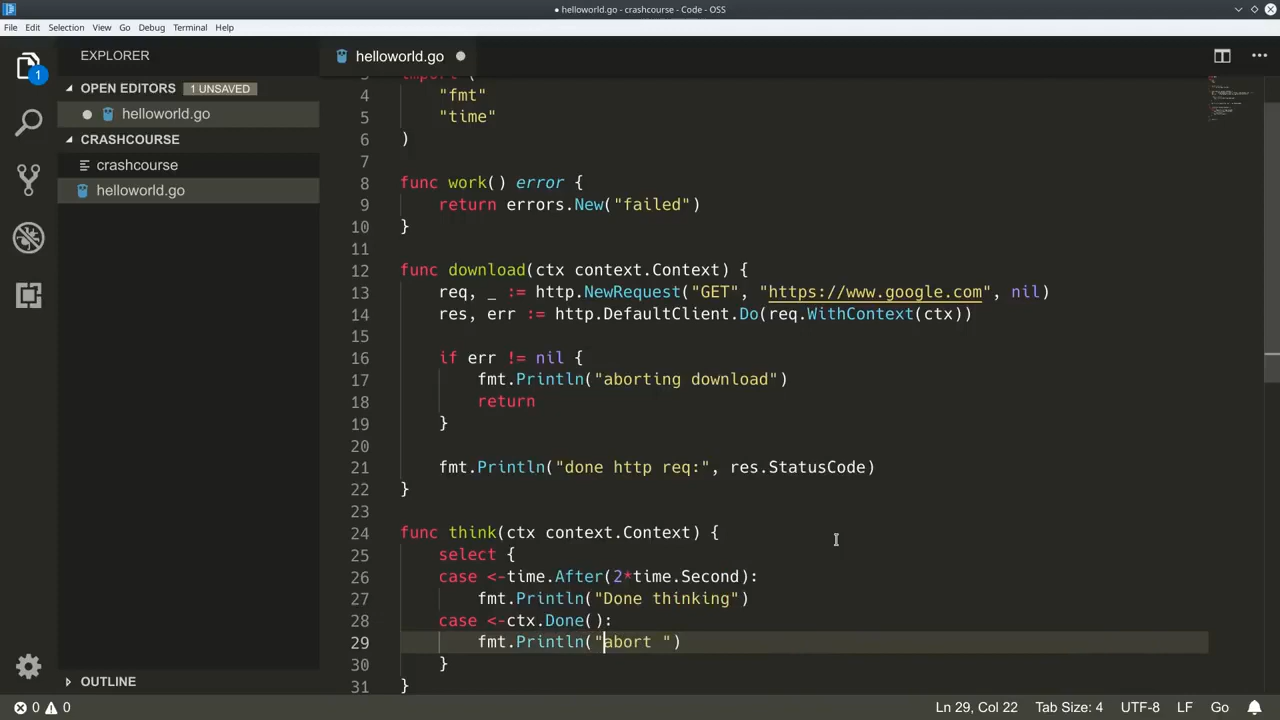 ● helloworld.go - crashcourse - Code - OSS
File Edit Selection View Go Debug Terminal Help
EXPLORER
helloworld.go
OPEN EDITORS 1 UNSAVED
helloworld.go
CRASHCOURSE
crashcourse
helloworld.go
1
3 import (
4 "fmt"
5 "time"
6 )
7
8 func work() error {
9 return errors.New("failed")
10 }
11
12 func download(ctx context.Context) {
13 req, _ := http.NewRequest("GET", "https://www.google.com", nil)
14 res, err := http.DefaultClient.Do(req.WithContext(ctx))
15
16 if err != nil {
17 fmt.Println("aborting download")
18 return
19 }
20
21 fmt.Println("done http req:", res.StatusCode)
22 }
23
24 func think(ctx context.Context) {
25 select {
26 case <-time.After(2*time.Second):
27 fmt.Println("Done thinking")
28 case <-ctx.Done():
29 fmt.Println("abort ")
30 }
31 }
OUTLINE
0 0 Ln 29, Col 22 Tab Size: 4 UTF-8 LF Go